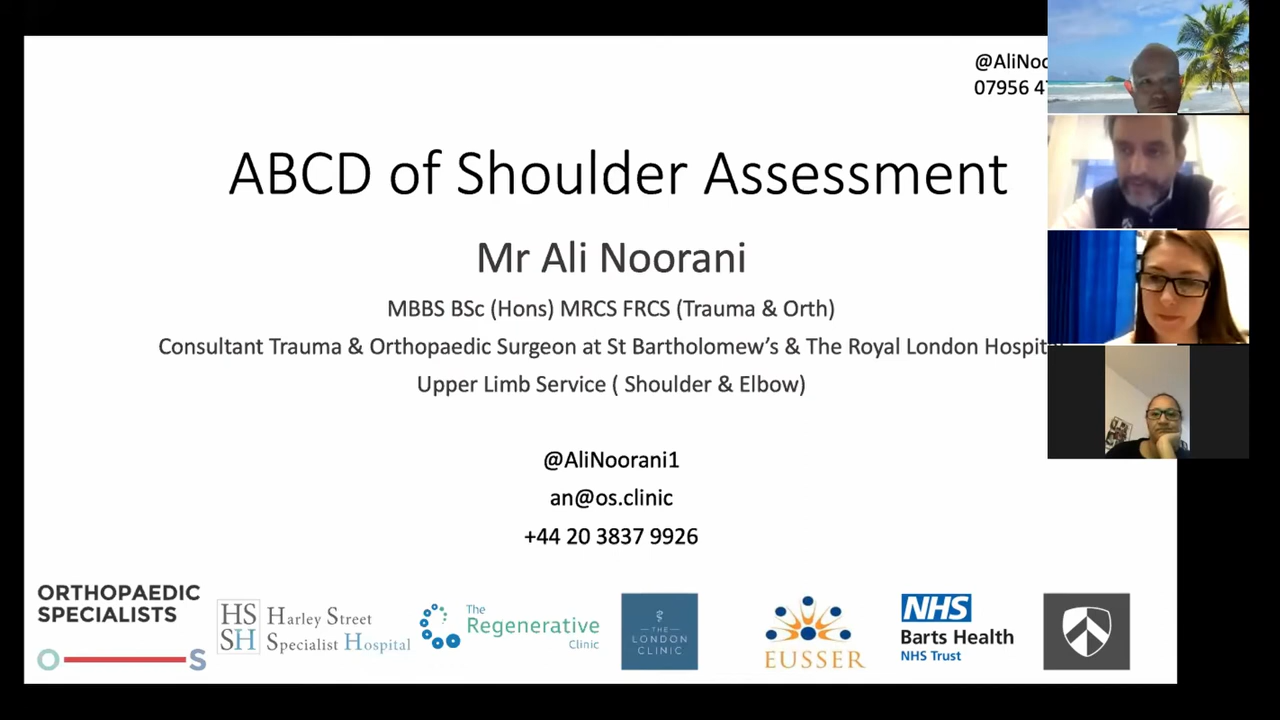 @AliNoo
07956 4
ABCD of Shoulder Assessment
Mr Ali Noorani
MBBS BSc (Hons) MRCS FRCS (Trauma & Orth)
Consultant Trauma & Orthopaedic Surgeon at St Bartholomew's & The Royal London Hospit
Upper Limb Service ( Shoulder & Elbow)
@AliNoorani1
an@os.clinic
+44 20 3837 9926
ORTHOPAEDIC
SPECIALISTS
O S
HS
SH
Harley Street
Specialist Hospital
The
Regenerative
Clinic
THE
LONDON
CLINIC
EUSSER
NHS
Barts Health
NHS Trust